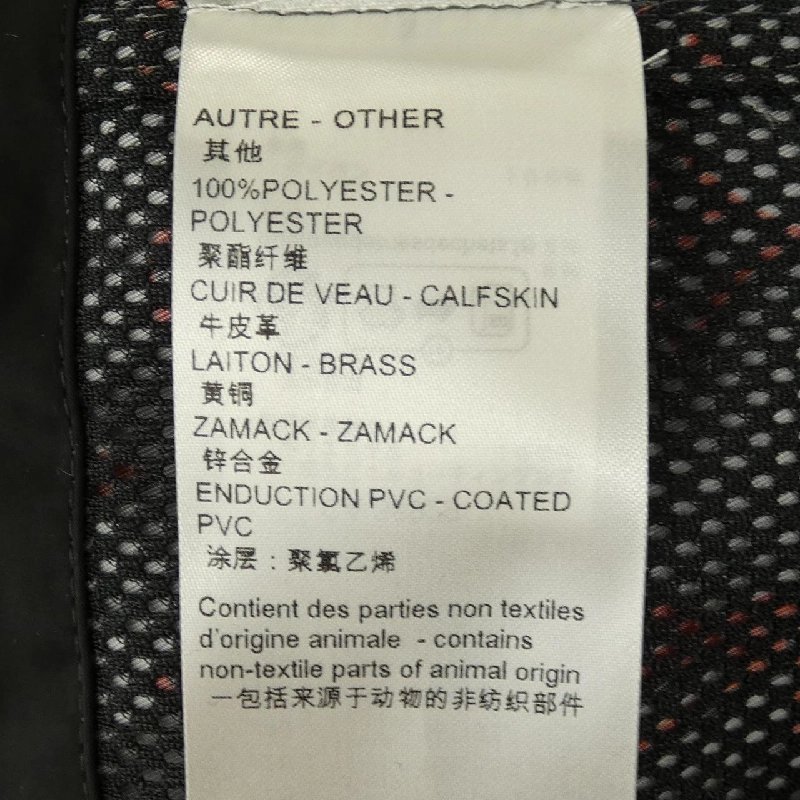 AUTRE - OTHER
其他
100%POLYESTER -
POLYESTER
聚酯纤维
CUIR DE VEAU - CALFSKIN
牛皮革
LAITON - BRASS
黄铜
ZAMACK - ZAMACK
锌合金
ENDUCTION PVC - COATED
PVC
涂层：聚氯乙烯
Contient des parties non textiles
d'origine animale - contains
non-textile parts of animal origin
一包括来源于动物的非纺织部件